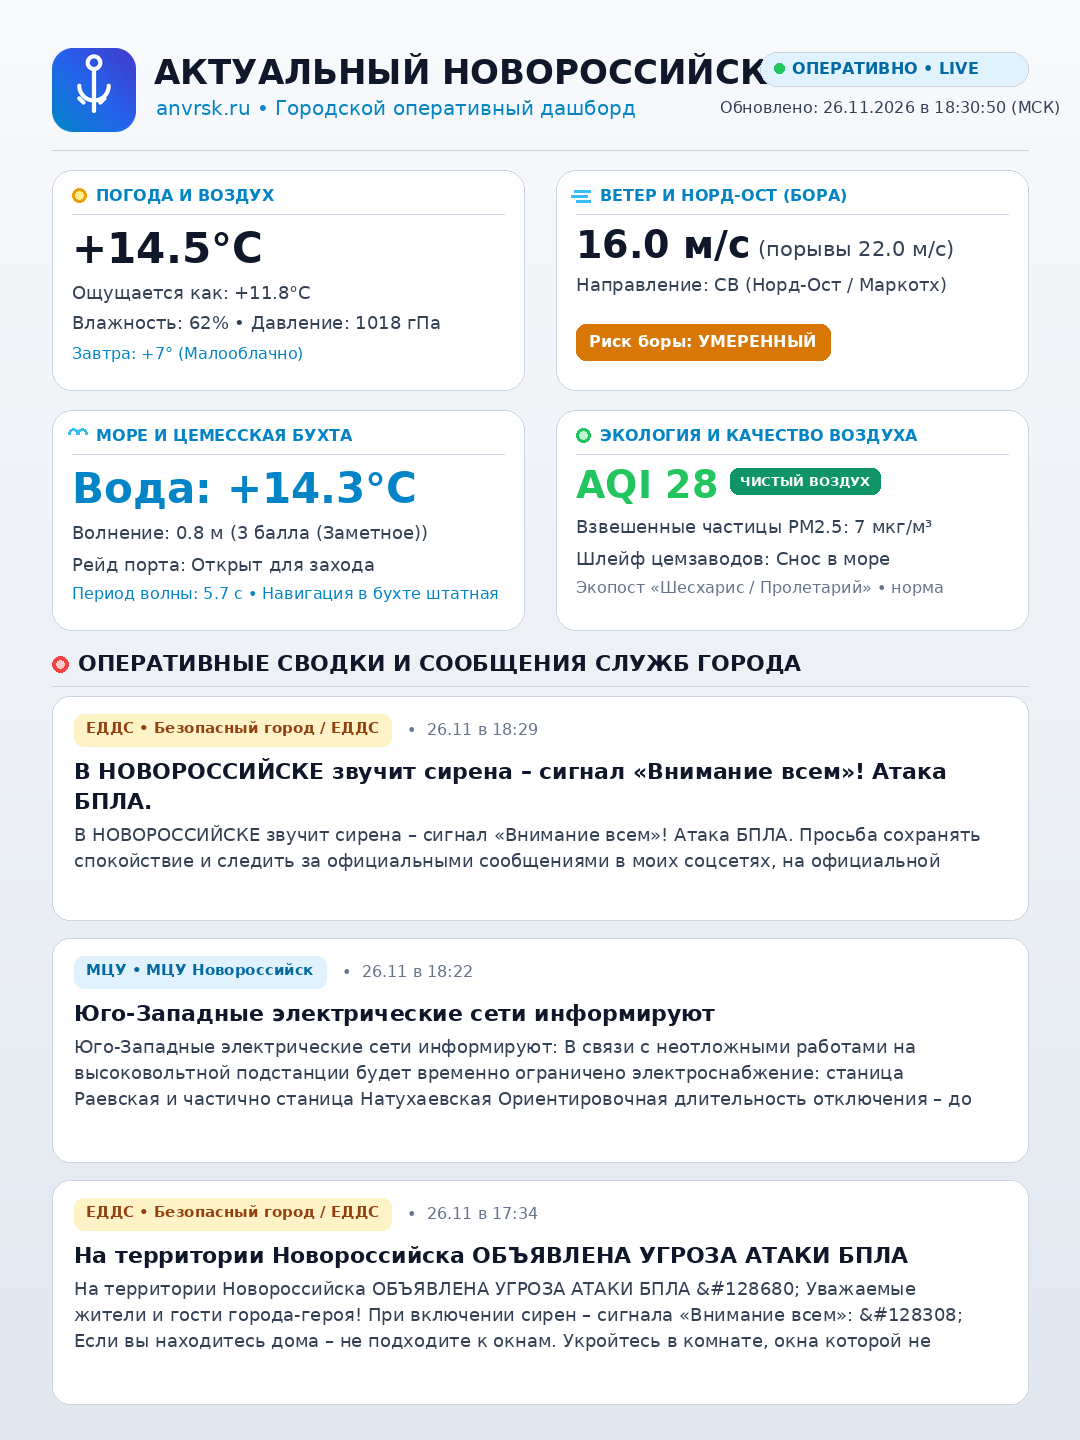 АКТУАЛЬНЫЙ НОВОРОССИЙСК
ОПЕРАТИВНО • LIVE
anvrsk.ru • Городской оперативный дашборд
Обновлено: 26.11.2026 в 18:30:50 (МСК)
ПОГОДА И ВОЗДУХ
+14.5°C
Ощущается как: +11.8°C
Влажность: 62% • Давление: 1018 гПа
Завтра: +7° (Малооблачно)
ВЕТЕР И НОРД-ОСТ (БОРА)
16.0 м/с (порывы 22.0 м/с)
Направление: СВ (Норд-Ост / Маркотх)
Риск боры: УМЕРЕННЫЙ
МОРЕ И ЦЕМЕССКАЯ БУХТА
Вода: +14.3°C
Волнение: 0.8 м (3 балла (Заметное))
Рейд порта: Открыт для захода
Период волны: 5.7 с • Навигация в бухте штатная
ЭКОЛОГИЯ И КАЧЕСТВО ВОЗДУХА
AQI 28 ЧИСТЫЙ ВОЗДУХ
Взвешенные частицы PM2.5: 7 мкг/м³
Шлейф цемзаводов: Снос в море
Экопост «Шесхарис / Пролетарий» • норма
ОПЕРАТИВНЫЕ СВОДКИ И СООБЩЕНИЯ СЛУЖБ ГОРОДА
ЕДДС • Безопасный город / ЕДДС • 26.11 в 18:29
В НОВОРОССИЙСКЕ звучит сирена – сигнал «Внимание всем»! Атака
БПЛА.
В НОВОРОССИЙСКЕ звучит сирена – сигнал «Внимание всем»! Атака БПЛА. Просьба сохранять
спокойствие и следить за официальными сообщениями в моих соцсетях, на официальной
МЦУ • МЦУ Новороссийск • 26.11 в 18:22
Юго-Западные электрические сети информируют
Юго-Западные электрические сети информируют: В связи с неотложными работами на
высоковольтной подстанции будет временно ограничено электроснабжение: станица
Раевская и частично станица Натухаевская Ориентировочная длительность отключения – до
ЕДДС • Безопасный город / ЕДДС • 26.11 в 17:34
На территории Новороссийска ОБЪЯВЛЕНА УГРОЗА АТАКИ БПЛА
На территории Новороссийска ОБЪЯВЛЕНА УГРОЗА АТАКИ БПЛА &#128680; Уважаемые
жители и гости города-героя! При включении сирен – сигнала «Внимание всем»: &#128308;
Если вы находитесь дома – не подходите к окнам. Укройтесь в комнате, окна которой не